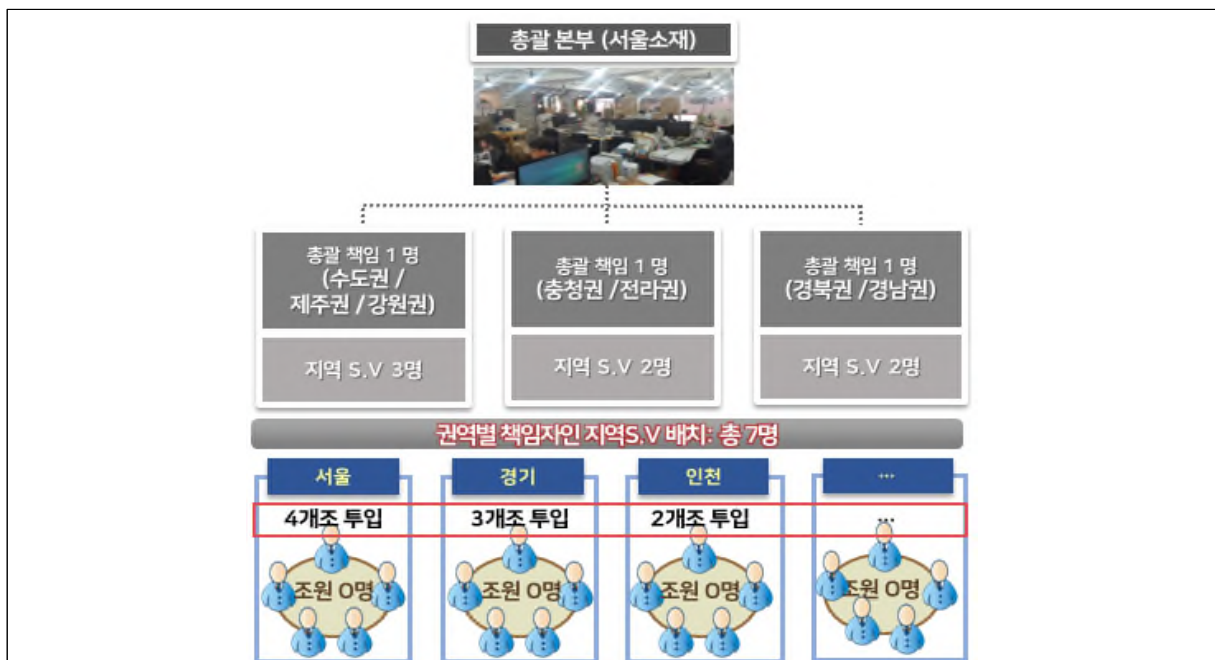 총괄 본부 (서울소재)
총괄 책임 1 명
(수도권 /
제주권 /강원권)
지역 S.V 3명
총괄 책임 1 명
(충청권 /전라권)
지역 S.V 2명
총괄 책임 1 명
(경북권 /경남권)
지역 S.V 2명
권역별 책임자인 지역S.V 배치: 총 7명
서울
4개조 투입
조원 0명
경기
3개조 투입
조원 0명
인천
2개조 투입
조원 0명
...
...
조원 0명